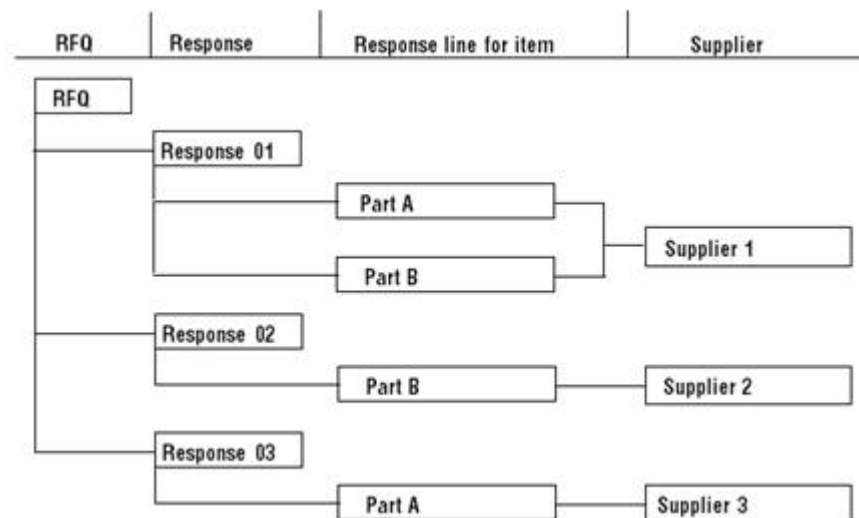 RFQ Response Response line for item Supplier
RFQ
Response 01
Part A
Supplier 1
Part B
Response 02
Part B Supplier 2
Response 03
Part A Supplier 3